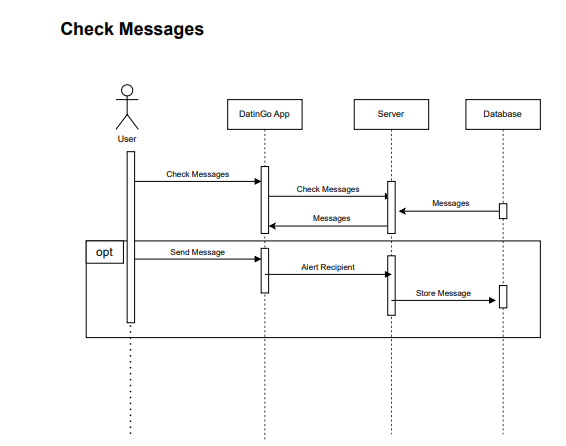 Check Messages
DatinGo App
Server
Database
User
Check Messages
Check Messages
Messages
Messages
opt
Send Message
Alert Recipient
Store Message